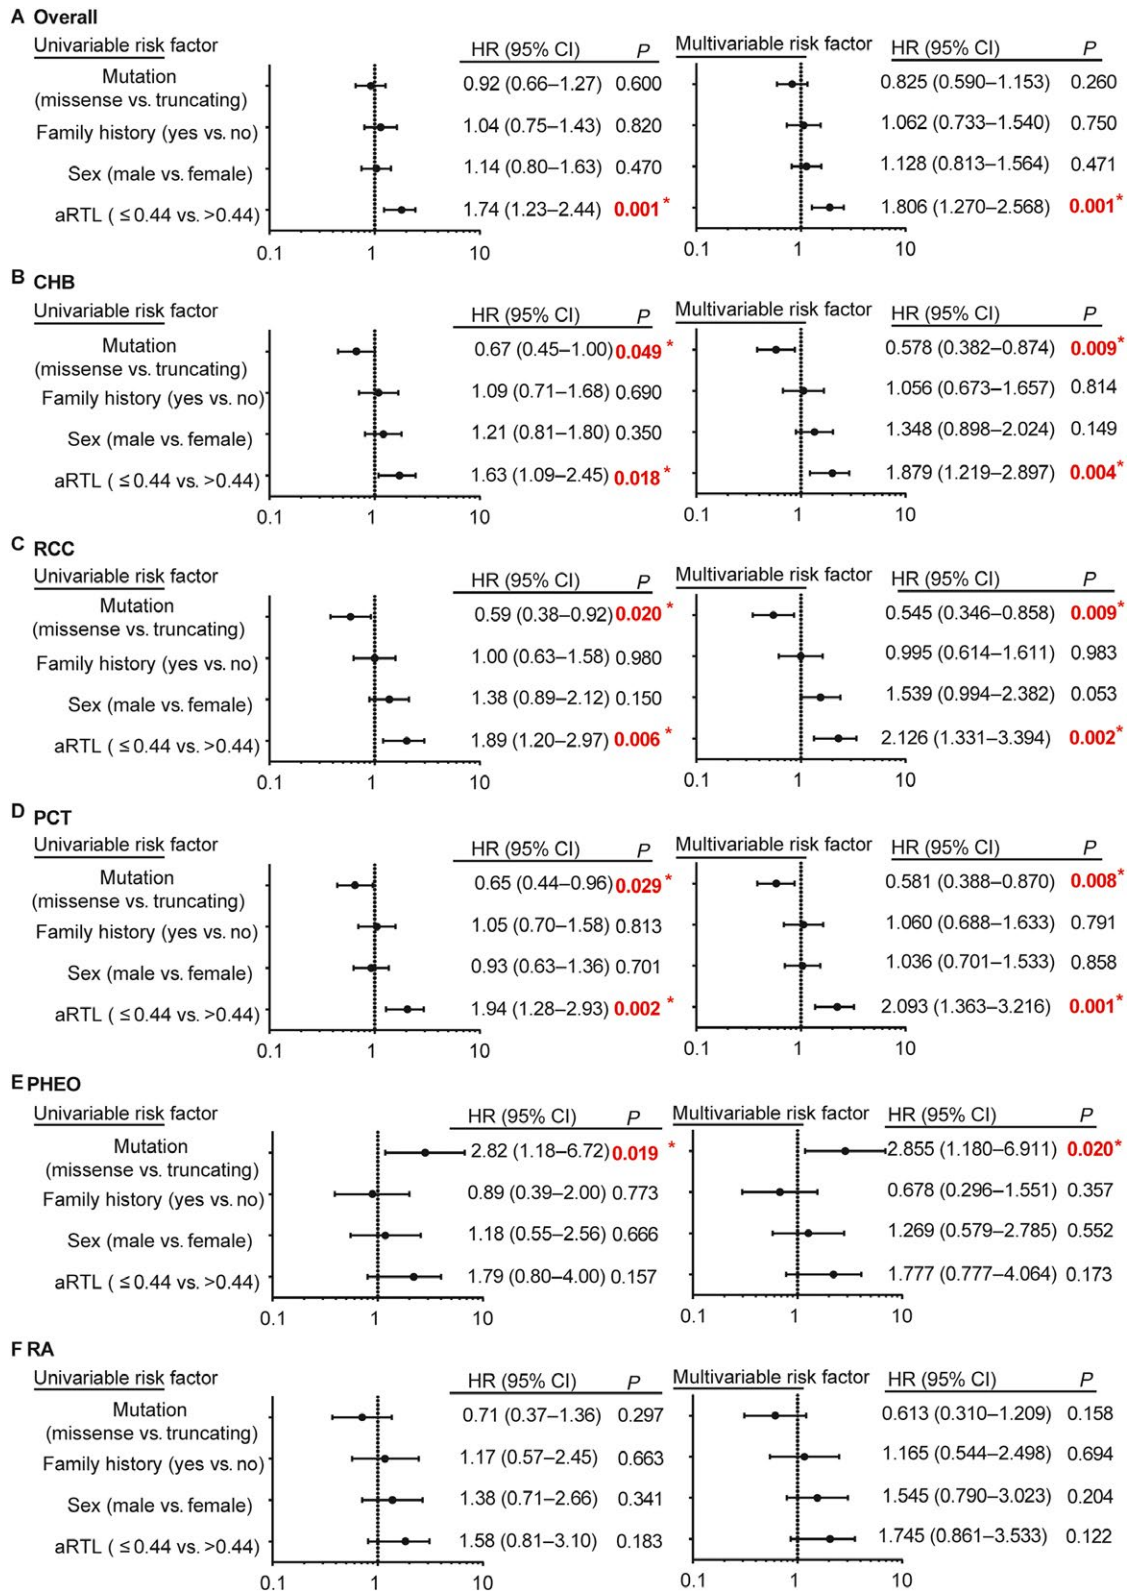 A Overall
Univariable risk factor HR (95% CI) P Multivariable risk factor HR (95% CI) P
Mutation
(missense vs. truncating) 0.92 (0.66–1.27) 0.600 0.825 (0.590–1.153) 0.260
Family history (yes vs. no) 1.04 (0.75–1.43) 0.820 1.062 (0.733–1.540) 0.750
Sex (male vs. female) 1.14 (0.80–1.63) 0.470 1.128 (0.813–1.564) 0.471
aRTL ( ≤0.44 vs. >0.44) 1.74 (1.23–2.44) 0.001* 1.806 (1.270–2.568) 0.001*
0.1 1 10 0.1 1 10
B CHB
Univariable risk factor HR (95% CI) P Multivariable risk factor HR (95% CI) P
Mutation
(missense vs. truncating) 0.67 (0.45–1.00) 0.049 * 0.578 (0.382–0.874) 0.009*
Family history (yes vs. no) 1.09 (0.71–1.68) 0.690 1.056 (0.673–1.657) 0.814
Sex (male vs. female) 1.21 (0.81–1.80) 0.350 1.348 (0.898–2.024) 0.149
aRTL ( ≤0.44 vs. >0.44) 1.63 (1.09–2.45) 0.018 * 1.879 (1.219–2.897) 0.004*
0.1 1 10 0.1 1 10
C RCC
Univariable risk factor HR (95% CI) P Multivariable risk factor HR (95% CI) P
Mutation
(missense vs. truncating) 0.59 (0.38–0.92) 0.020 * 0.545 (0.346–0.858) 0.009*
Family history (yes vs. no) 1.00 (0.63–1.58) 0.980 0.995 (0.614–1.611) 0.983
Sex (male vs. female) 1.38 (0.89–2.12) 0.150 1.539 (0.994–2.382) 0.053
aRTL ( ≤0.44 vs. >0.44) 1.89 (1.20–2.97) 0.006 * 2.126 (1.331–3.394) 0.002*
0.1 1 10 0.1 1 10
D PCT
Univariable risk factor HR (95% CI) P Multivariable risk factor HR (95% CI) P
Mutation
(missense vs. truncating) 0.65 (0.44–0.96) 0.029 * 0.581 (0.388–0.870) 0.008*
Family history (yes vs. no) 1.05 (0.70–1.58) 0.813 1.060 (0.688–1.633) 0.791
Sex (male vs. female) 0.93 (0.63–1.36) 0.701 1.036 (0.701–1.533) 0.858
aRTL ( ≤0.44 vs. >0.44) 1.94 (1.28–2.93) 0.002 * 2.093 (1.363–3.216) 0.001*
0.1 1 10 0.1 1 10
E PHEO
Univariable risk factor HR (95% CI) P Multivariable risk factor HR (95% CI) P
Mutation
(missense vs. truncating) 2.82 (1.18–6.72) 0.019 * 2.855 (1.180–6.911) 0.020*
Family history (yes vs. no) 0.89 (0.39–2.00) 0.773 0.678 (0.296–1.551) 0.357
Sex (male vs. female) 1.18 (0.55–2.56) 0.666 1.269 (0.579–2.785) 0.552
aRTL ( ≤0.44 vs. >0.44) 1.79 (0.80–4.00) 0.157 1.777 (0.777–4.064) 0.173
0.1 1 10 0.1 1 10
F RA
Univariable risk factor HR (95% CI) P Multivariable risk factor HR (95% CI) P
Mutation
(missense vs. truncating) 0.71 (0.37–1.36) 0.297 0.613 (0.310–1.209) 0.158
Family history (yes vs. no) 1.17 (0.57–2.45) 0.663 1.165 (0.544–2.498) 0.694
Sex (male vs. female) 1.38 (0.71–2.66) 0.341 1.545 (0.790–3.023) 0.204
aRTL ( ≤0.44 vs. >0.44) 1.58 (0.81–3.10) 0.183 1.745 (0.861–3.533) 0.122
0.1 1 10 0.1 1 10